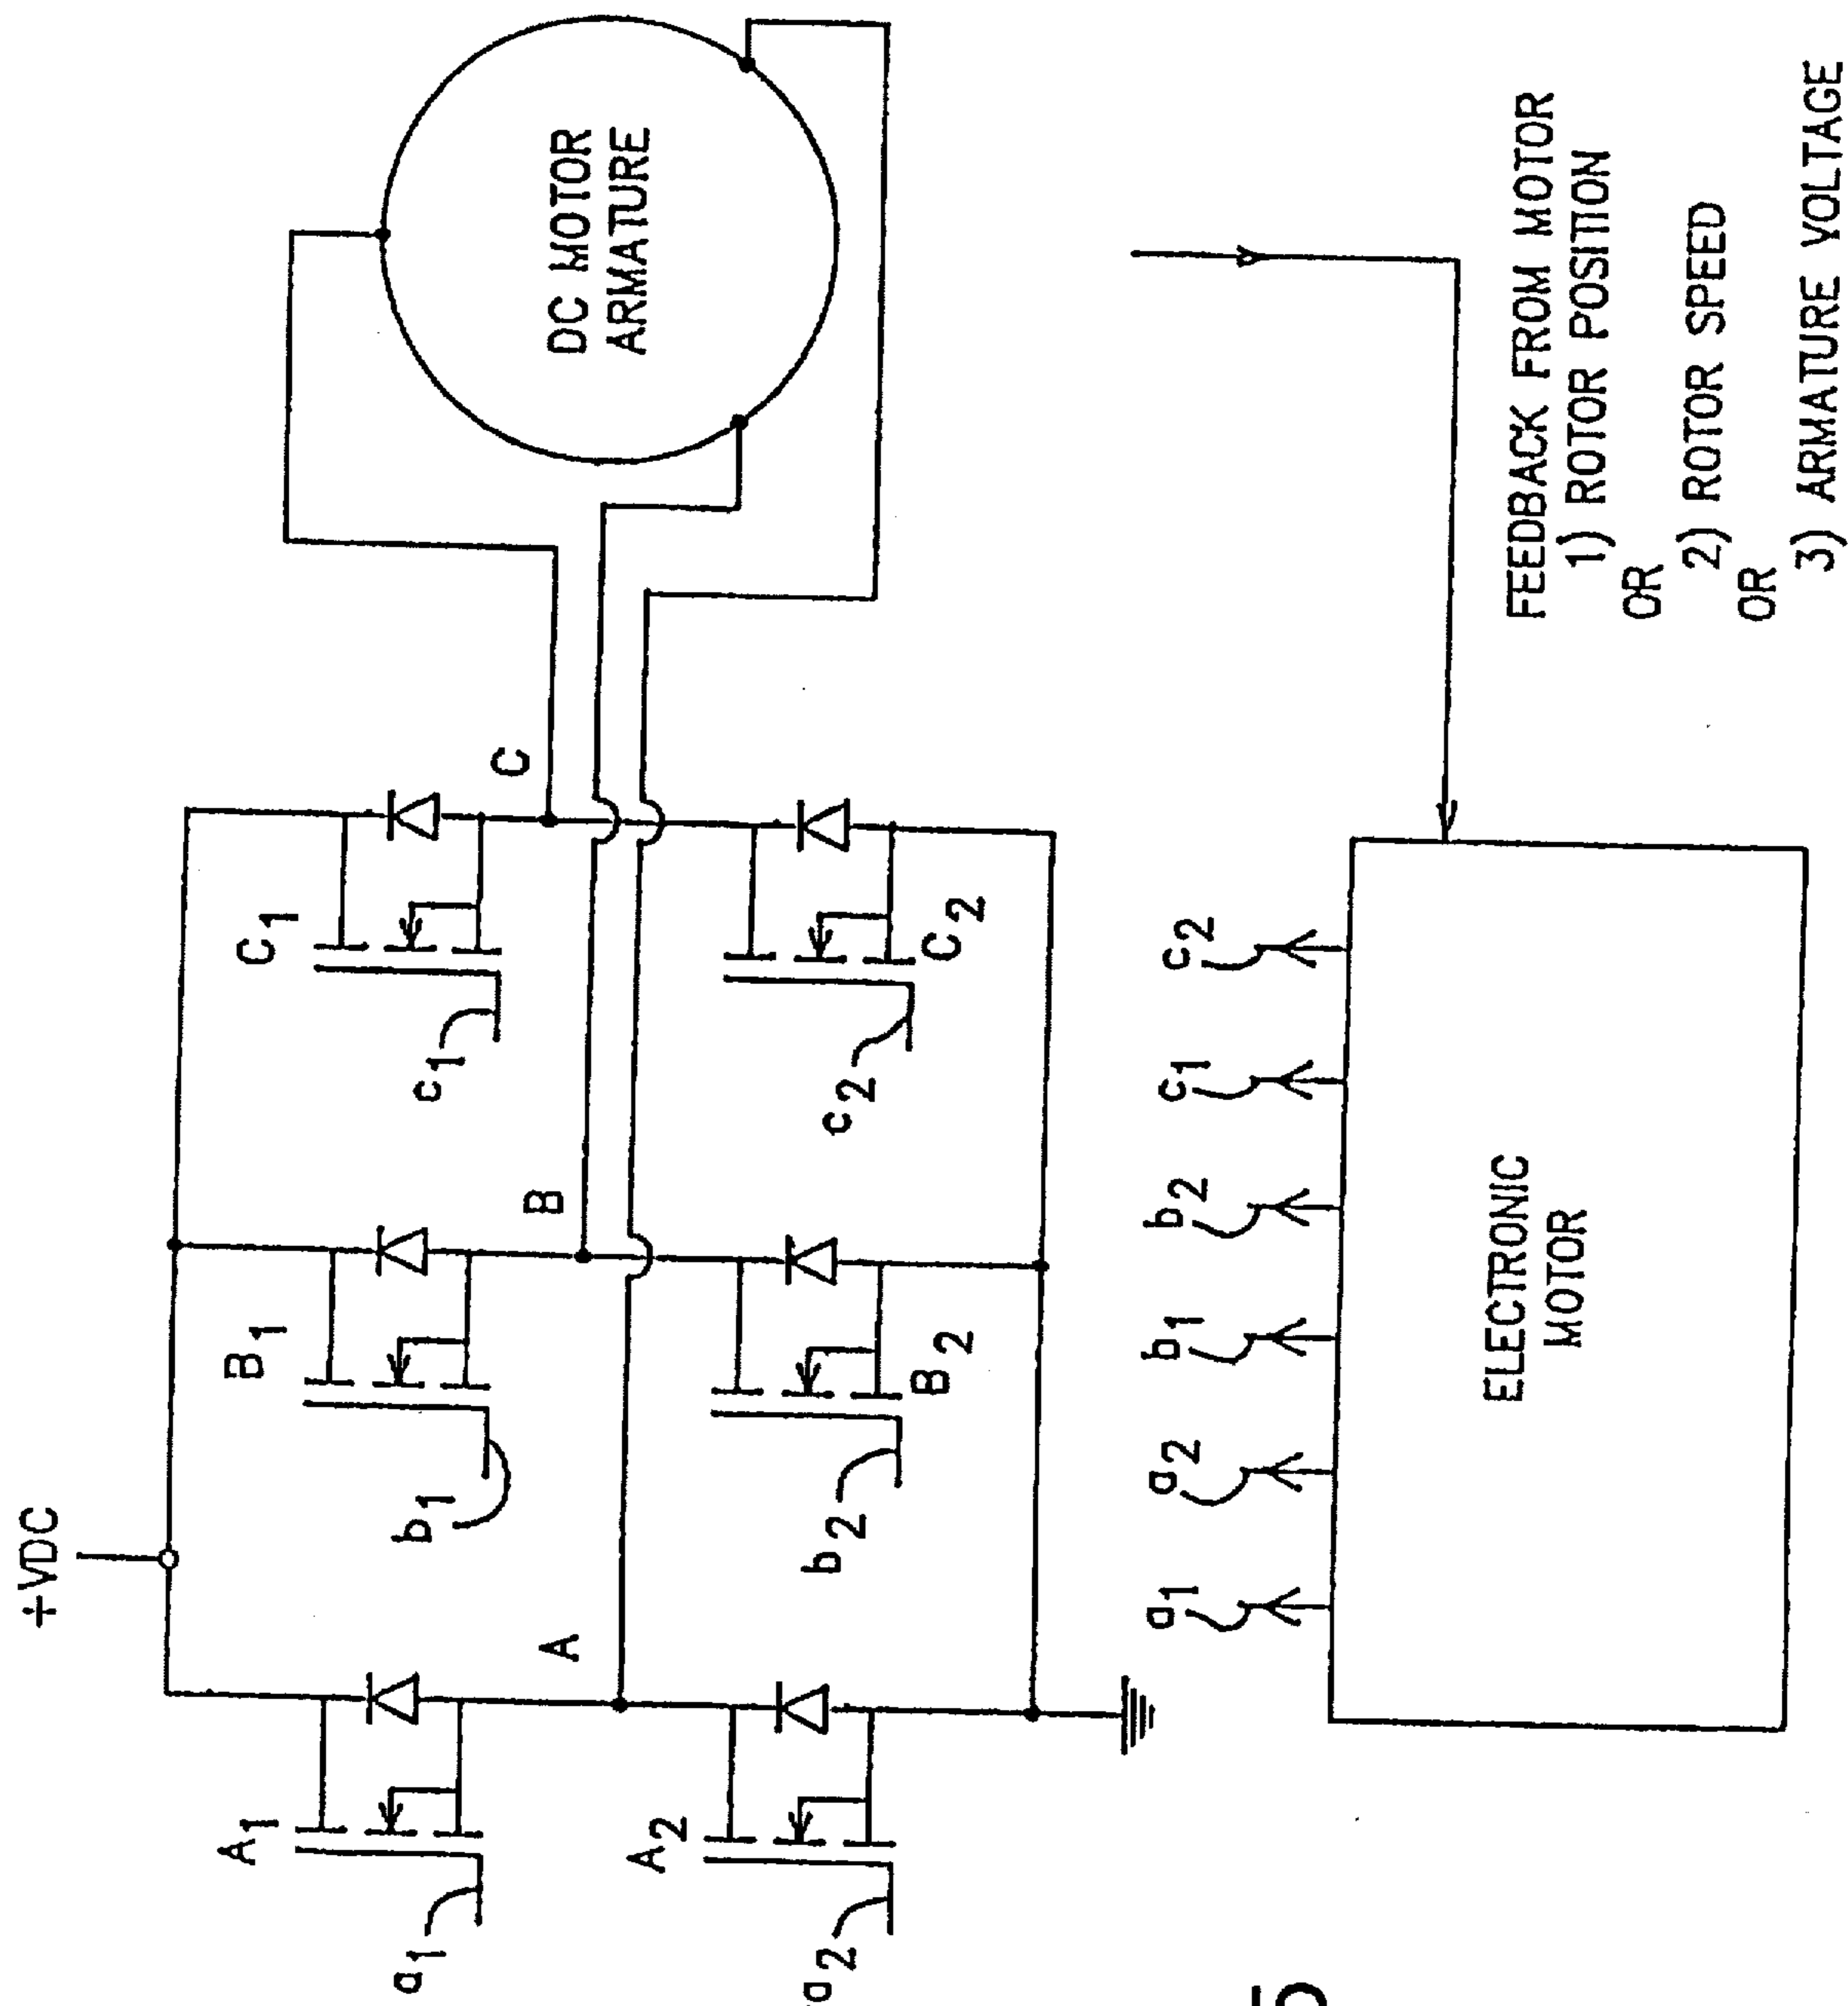 +VDC
A1
B1
C1
a1
b1
c1
A
B
C
DC MOTOR
ARMATURE
A2
B2
C2
a2
b2
c2
a1
a2
b1
b2
c1
c2
ELECTRONIC
MOTOR
FEEDBACK FROM MOTOR
1) ROTOR POSITION
OR
2) ROTOR SPEED
OR
3) ARMATURE VOLTAGE
5